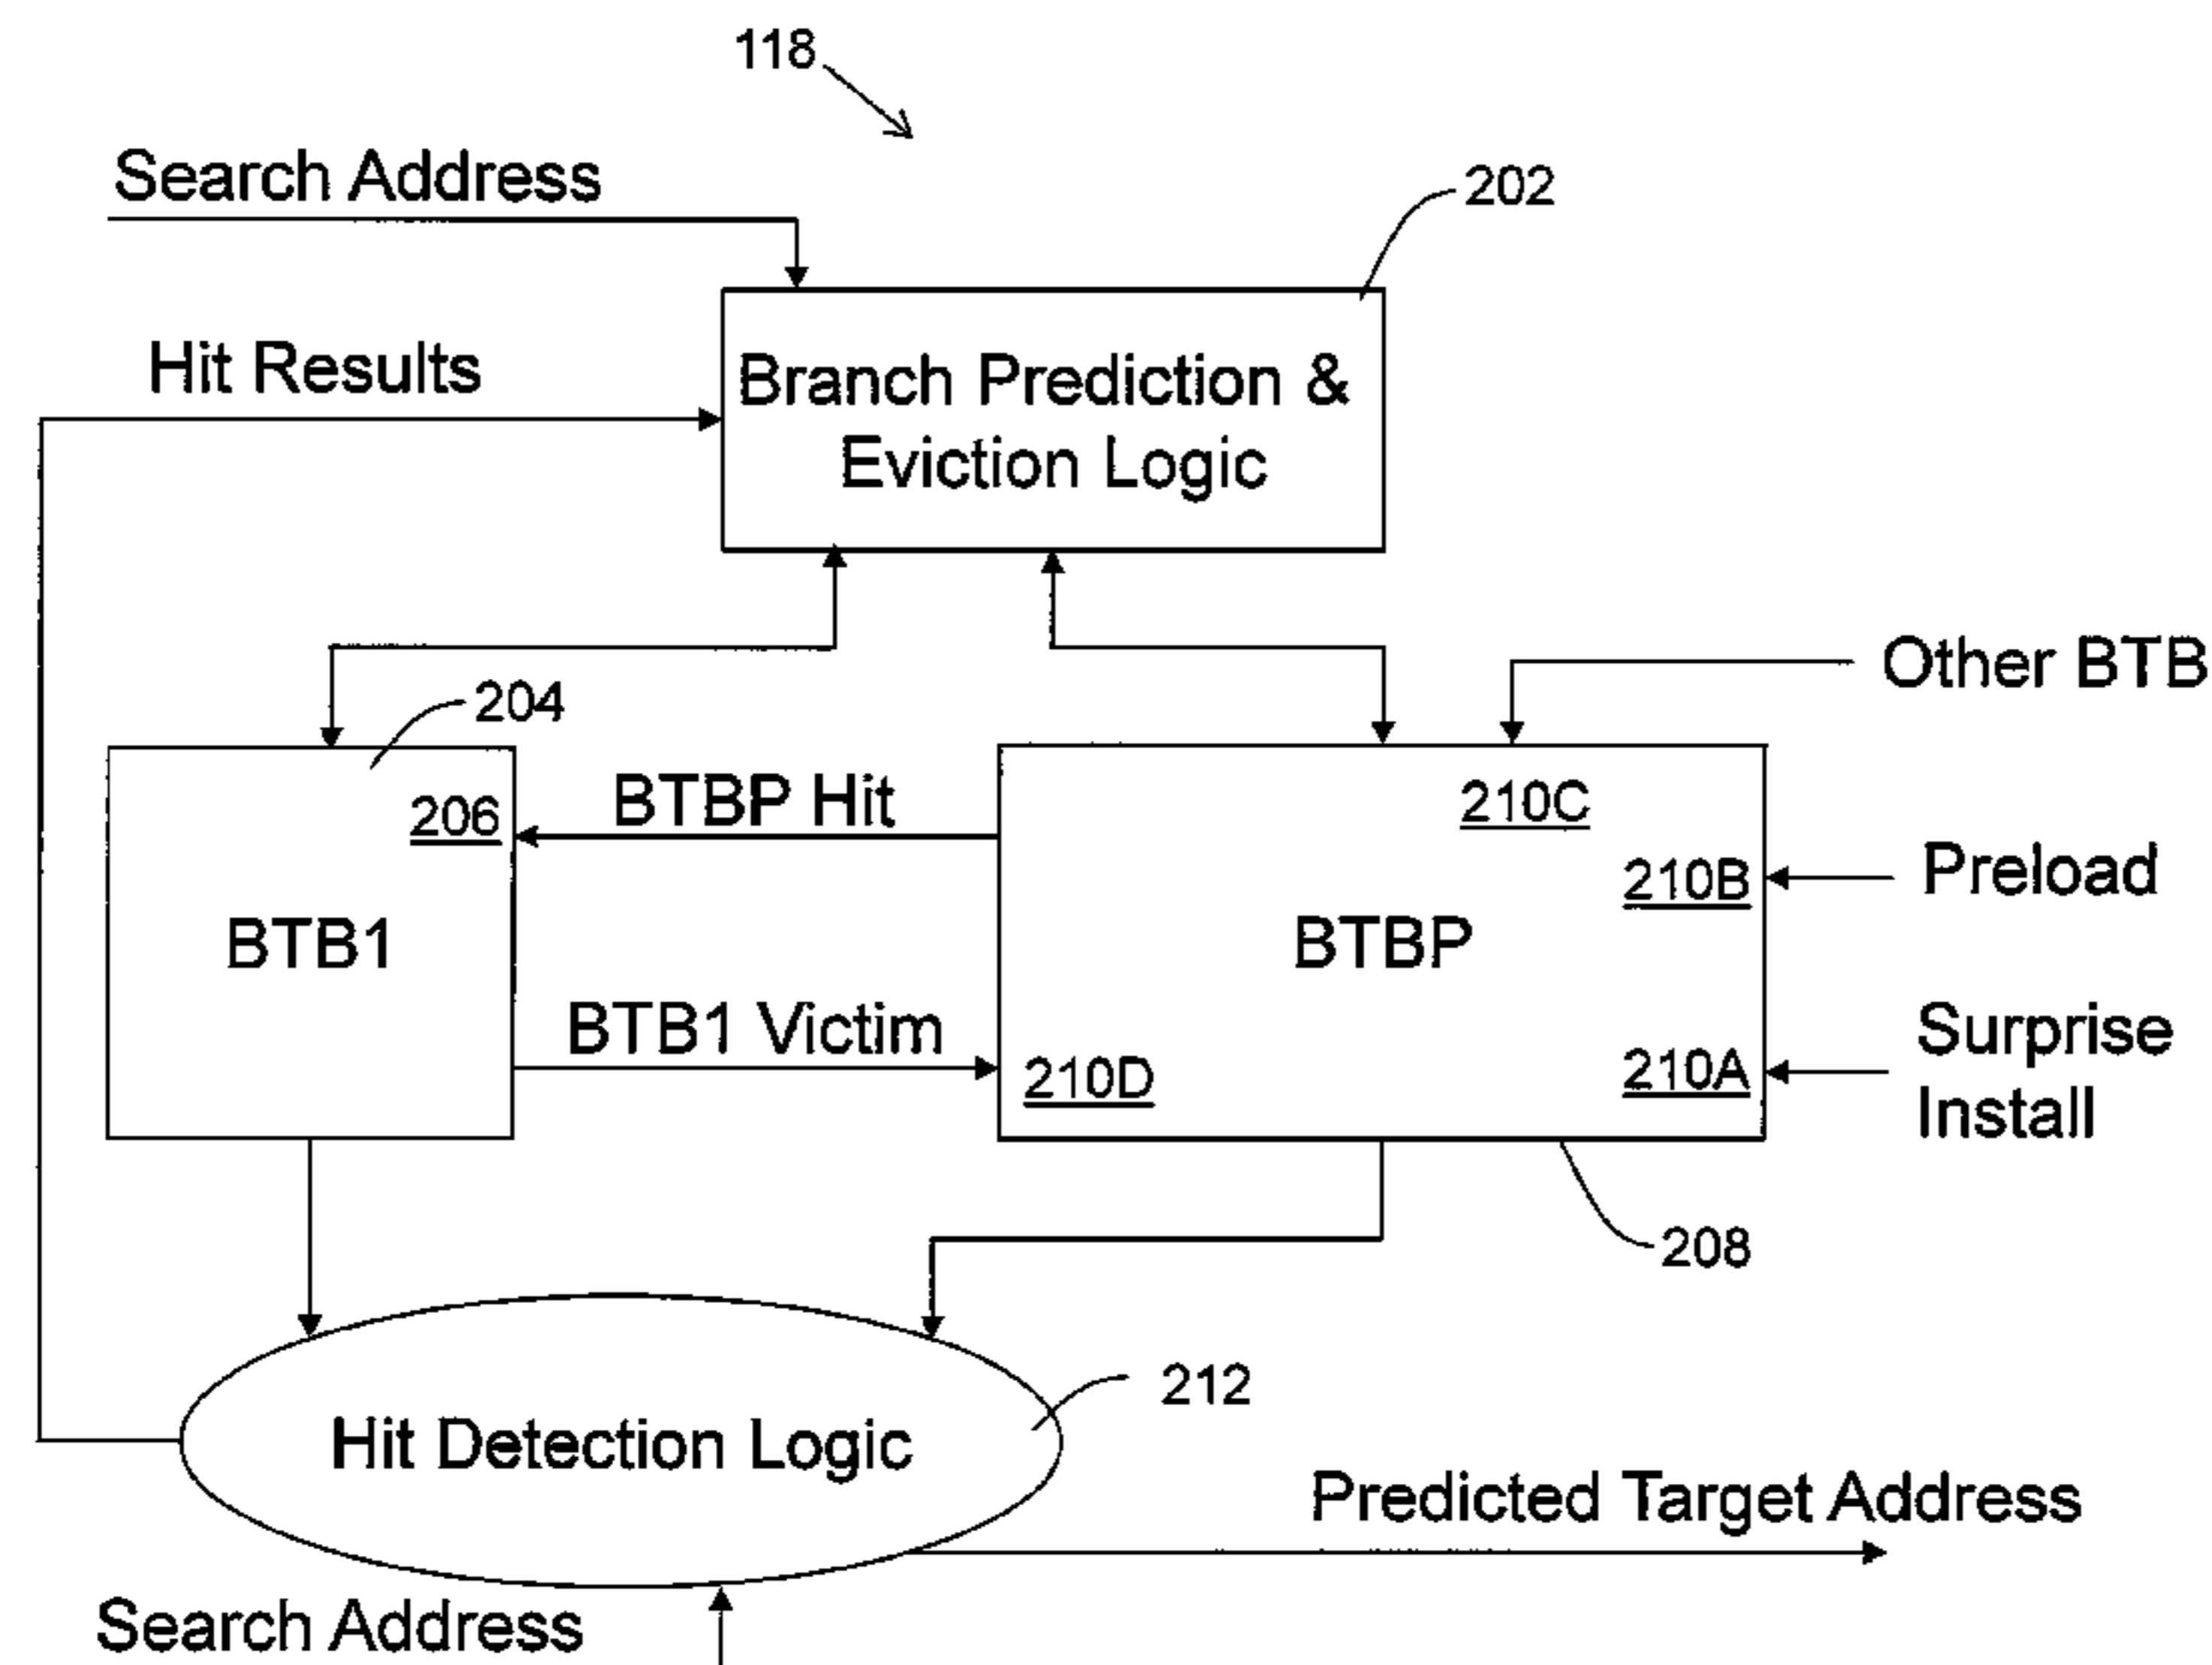 118
Search Address
202
Hit Results
Branch Prediction &
Eviction Logic
Other BTB
204
206
BTBP Hit
210C
210B
Preload
BTB1
BTBP
BTB1 Victim
210D
210A
Surprise
Install
208
212
Hit Detection Logic
Predicted Target Address
Search Address